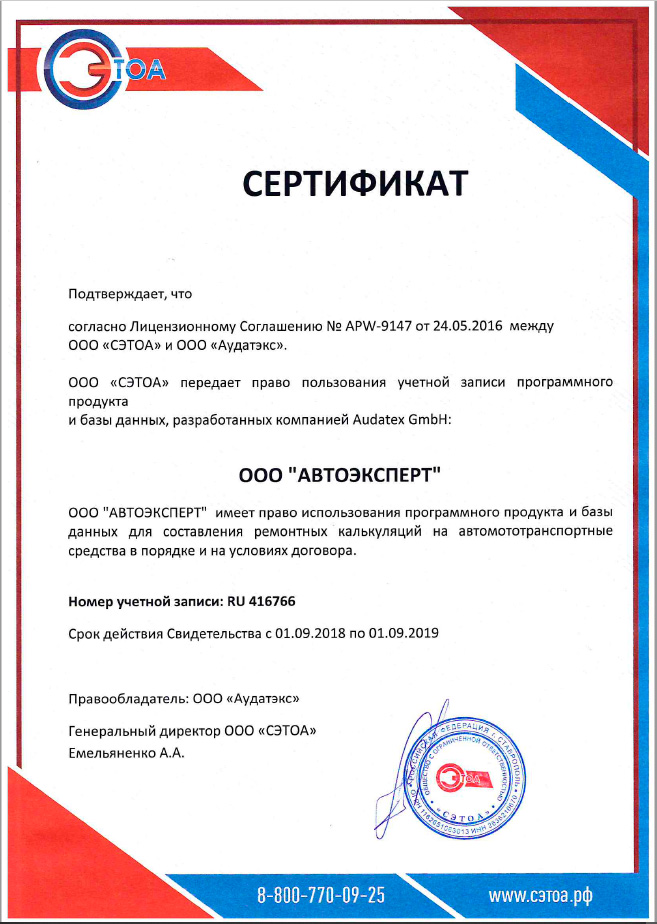 ЭТОА
СЕРТИФИКАТ
Подтверждает, что
согласно Лицензионному Соглашению № APW-9147 от 24.05.2016 между
ООО «СЭТОА» и ООО «Аудатэкс».
ООО «СЭТОА» передает право пользования учетной записи программного
продукта
и базы данных, разработанных компанией Audatex GmbH:
ООО "АВТОЭКСПЕРТ"
ООО "АВТОЭКСПЕРТ" имеет право использования программного продукта и базы
данных для составления ремонтных калькуляций на автомототранспортные
средства в порядке и на условиях договора.
Номер учетной записи: RU 416766
Срок действия Свидетельства с 01.09.2018 по 01.09.2019
Правообладатель: ООО «Аудатэкс»
Генеральный директор ООО «СЭТОА»
Емельяненко А.А.
РОССИЙСКАЯ ФЕДЕРАЦИЯ г. СТАВРОПОЛЬ
ОБЩЕСТВО С ОГРАНИЧЕННОЙ ОТВЕТСТВЕННОСТЬЮ
ЭТОА
«СЭТОА»
8-800-770-09-25
www.сэтоа.рф